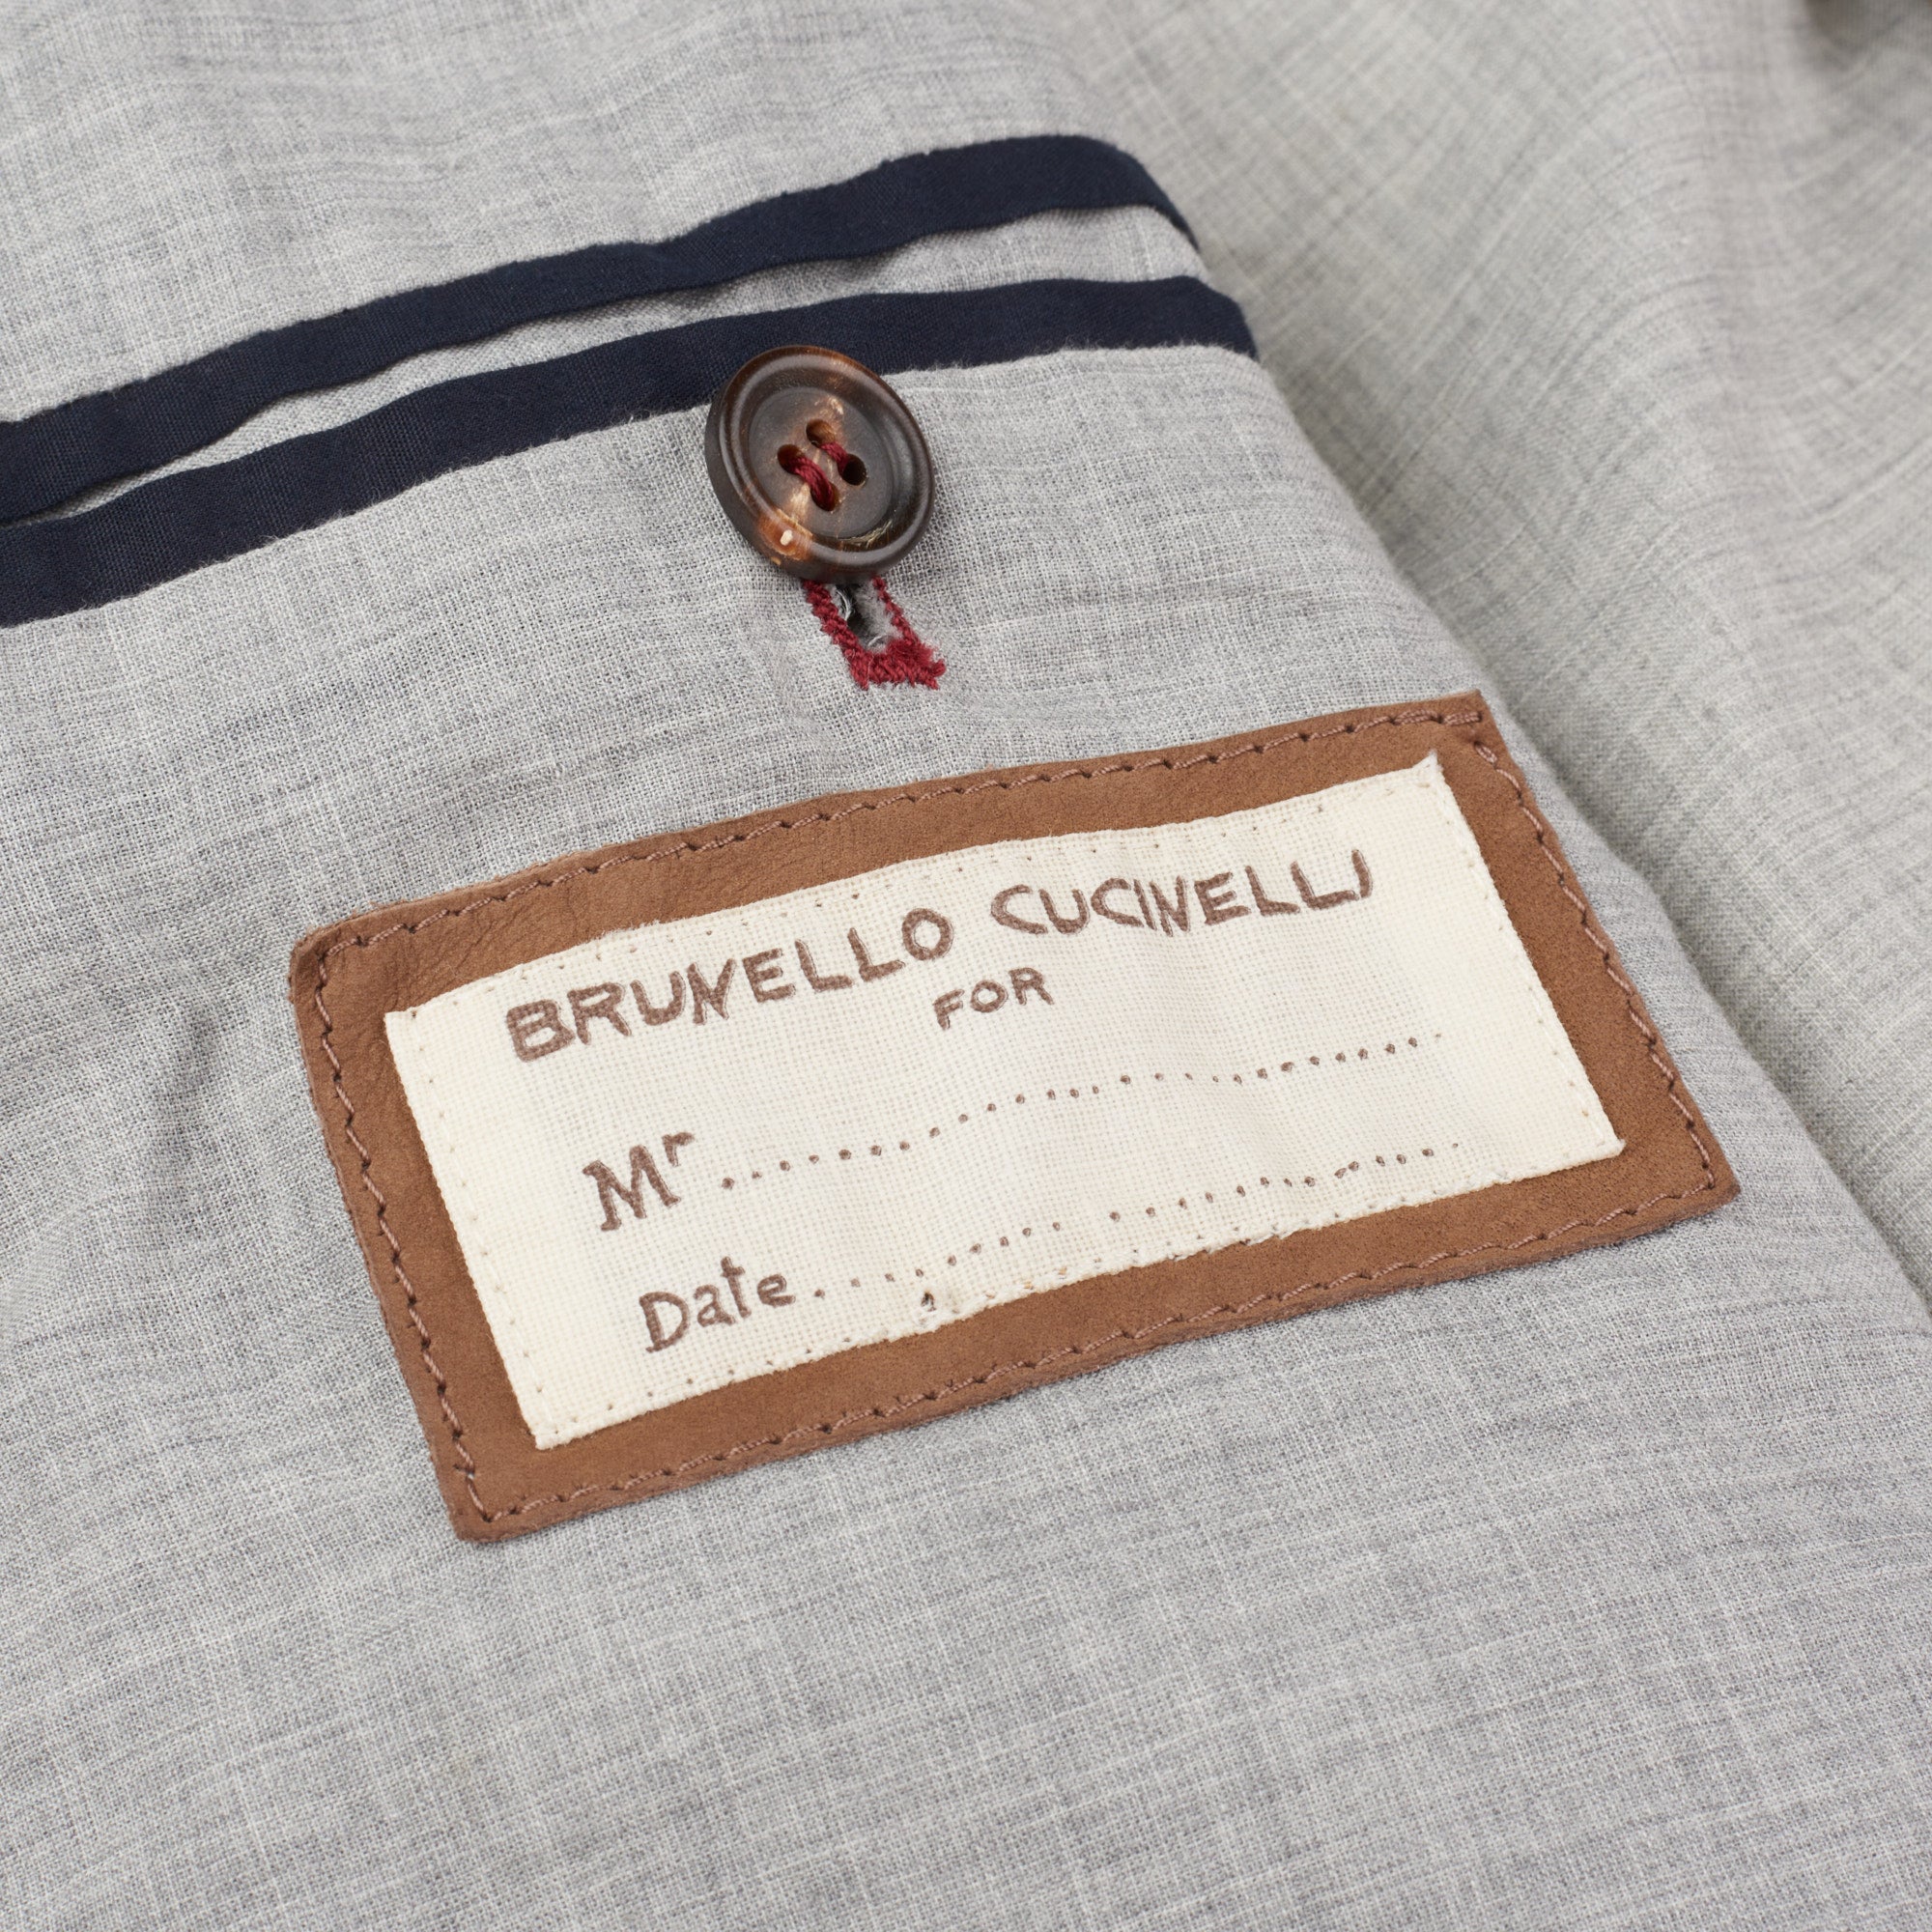 BRUNELLO CUCINELLI
FOR
Mr...........................
Date...........................